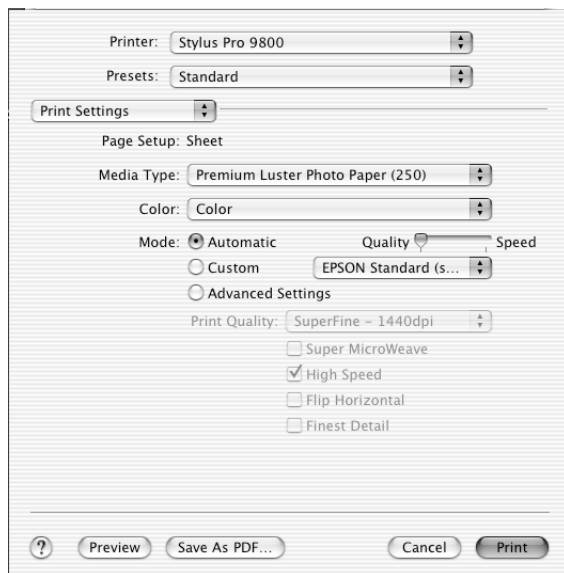 Printer: Stylus Pro 9800
Presets: Standard
Print Settings
Page Setup: Sheet
Media Type: Premium Luster Photo Paper (250)
Color: Color
Mode: Automatic Quality Speed
Custom EPSON Standard (s...
Advanced Settings
Print Quality: SuperFine – 1440dpi
Super MicroWeave
High Speed
Flip Horizontal
Finest Detail
? Preview Save As PDF... Cancel Print